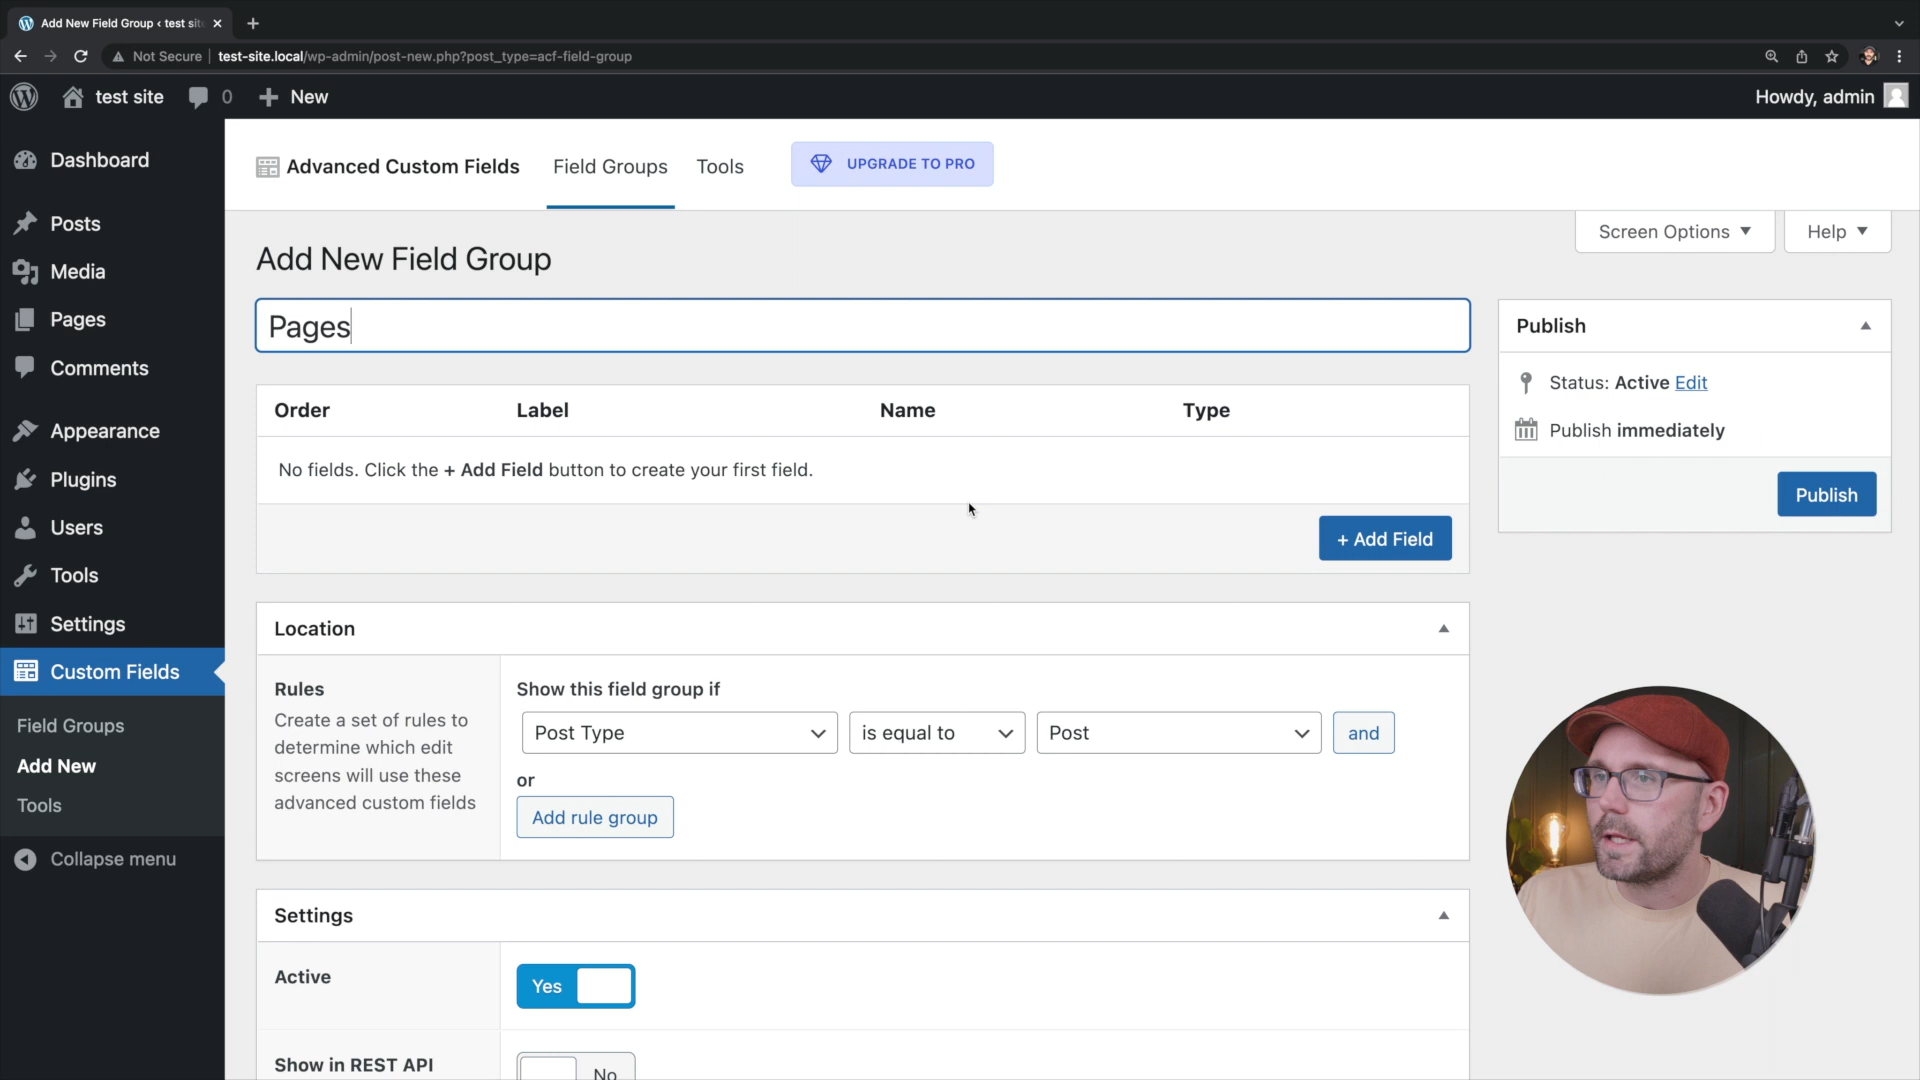 Add New Field Group ‹ test site
Not Secure | test-site.local/wp-admin/post-new.php?post_type=acf-field-group
test site
0
New
Howdy, admin
Dashboard
Posts
Media
Pages
Comments
Appearance
Plugins
Users
Tools
Settings
Custom Fields
Field Groups
Add New
Tools
Collapse menu
Advanced Custom Fields
Field Groups
Tools
UPGRADE TO PRO
Screen Options
Help
Add New Field Group
Pages
Order Label Name Type
No fields. Click the + Add Field button to create your first field.
+ Add Field
Location
Rules
Create a set of rules to
determine which edit
screens will use these
advanced custom fields
Show this field group if
Post Type
is equal to
Post
and
or
Add rule group
Settings
Active
Yes
Show in REST API
No
Publish
Status: Active Edit
Publish immediately
Publish